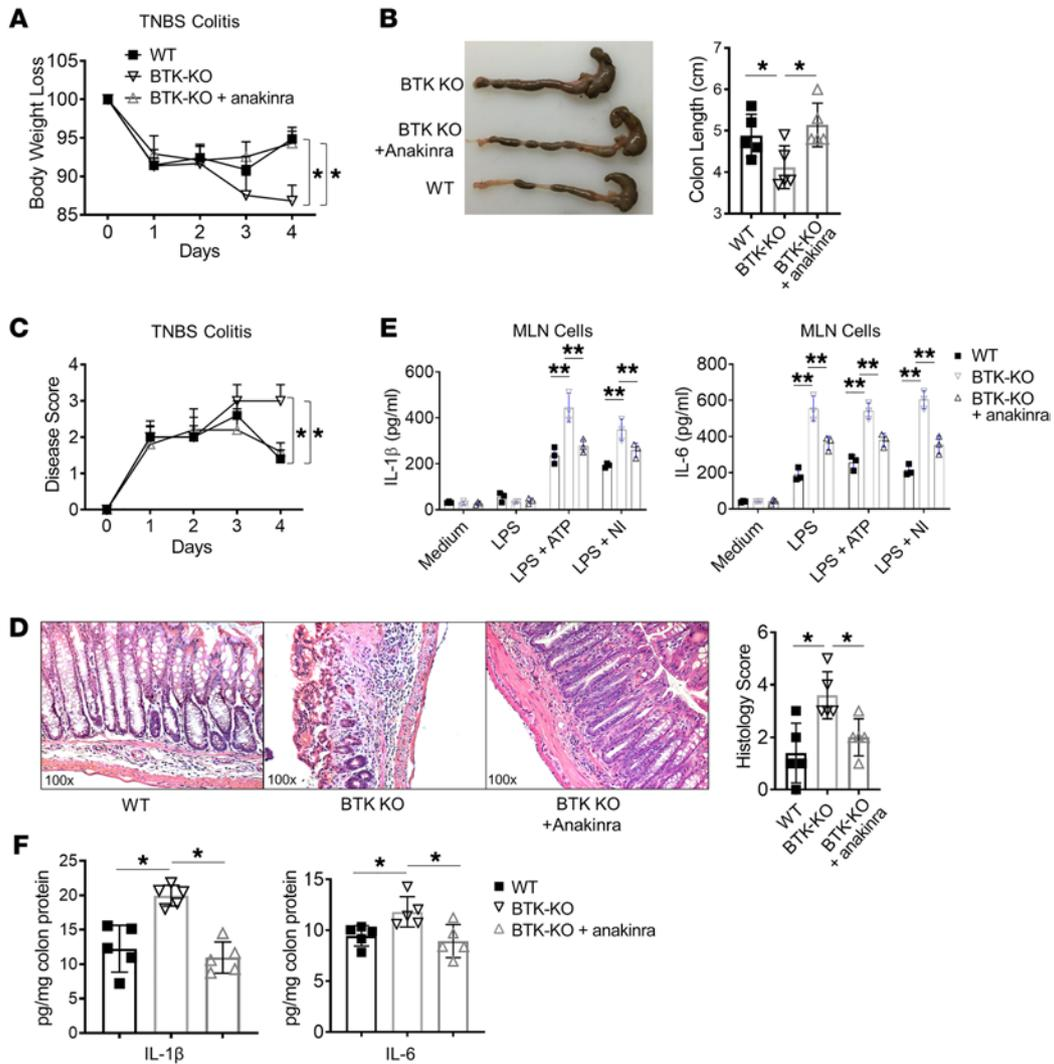 A
TNBS Colitis
WT
BTK-KO
BTK-KO + anakinra
Body Weight Loss
105
100
95
90
85
0 1 2 3 4
Days
* *
B
BTK KO
BTK KO
+Anakinra
WT
Colon Length (cm)
7
6
5
4
3
* *
WT
BTK-KO
BTK-KO
+ anakinra
C
TNBS Colitis
Disease Score
4
3
2
1
0
0 1 2 3 4
Days
* *
E
MLN Cells
IL-1β (pg/ml)
600
400
200
0
** **
** **
Medium
LPS
LPS + ATP
LPS + NI
MLN Cells
IL-6 (pg/ml)
800
600
400
200
0
** **
** **
** **
Medium
LPS
LPS + ATP
LPS + NI
WT
BTK-KO
BTK-KO
+ anakinra
D
100x
100x
100x
WT
BTK KO
BTK KO
+Anakinra
Histology Score
6
4
2
0
* *
WT
BTK-KO
BTK-KO
+ anakinra
F
pg/mg colon protein
25
20
15
10
5
0
* *
IL-1β
pg/mg colon protein
15
10
5
0
* *
IL-6
WT
BTK-KO
BTK-KO + anakinra